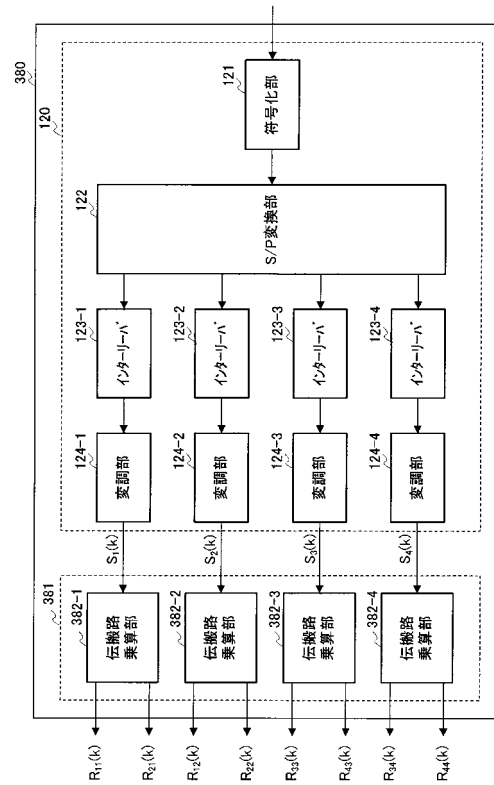 380
120
121
符号化部
122
S/P変換部
123-1
インターリーバ
123-2
インターリーバ
123-3
インターリーバ
123-4
インターリーバ
124-1
変調部
124-2
変調部
124-3
変調部
124-4
変調部
S₁(k)
S₂(k)
S₃(k)
S₄(k)
381
382-1
伝搬路
乗算部
382-2
伝搬路
乗算部
382-3
伝搬路
乗算部
382-4
伝搬路
乗算部
R₁₁(k)
R₂₁(k)
R₁₂(k)
R₂₂(k)
R₃₃(k)
R₄₃(k)
R₃₄(k)
R₄₄(k)